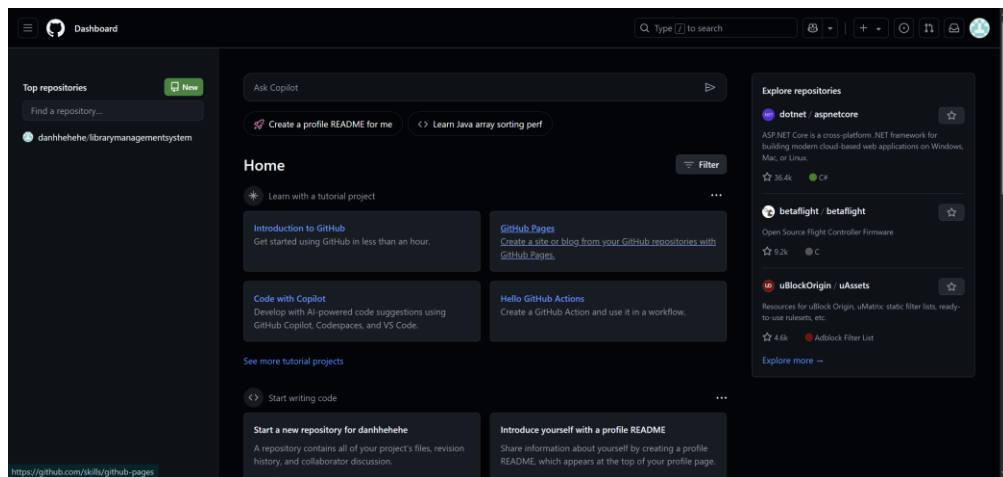 Dashboard
Type / to search
Top repositories
New
Find a repository...
danhhehehe/librarymanagementsystem
Ask Copilot
Create a profile README for me
<> Learn Java array sorting perf
Home
Filter
Learn with a tutorial project
Introduction to GitHub
Get started using GitHub in less than an hour.
GitHub Pages
Create a site or blog from your GitHub repositories with
GitHub Pages.
Code with Copilot
Develop with AI-powered code suggestions using
GitHub Copilot, Codespaces, and VS Code.
Hello GitHub Actions
Create a GitHub Action and use it in a workflow.
See more tutorial projects
<> Start writing code
Start a new repository for danhhehehe
A repository contains all of your project's files, revision
history, and collaborator discussion.
Introduce yourself with a profile README
Share information about yourself by creating a profile
README, which appears at the top of your profile page.
Explore repositories
dotnet / aspnetcore
ASP.NET Core is a cross-platform .NET framework for
building modern cloud-based web applications on Windows,
Mac, or Linux.
36.4k C#
betaflight / betaflight
Open Source Flight Controller Firmware
9.2k C
uBlockOrigin / uAssets
Resources for uBlock Origin, uMatrix: static filter lists, ready-
to-use rulesets, etc.
4.6k Adblock Filter List
Explore more →
https://github.com/skills/github-pages